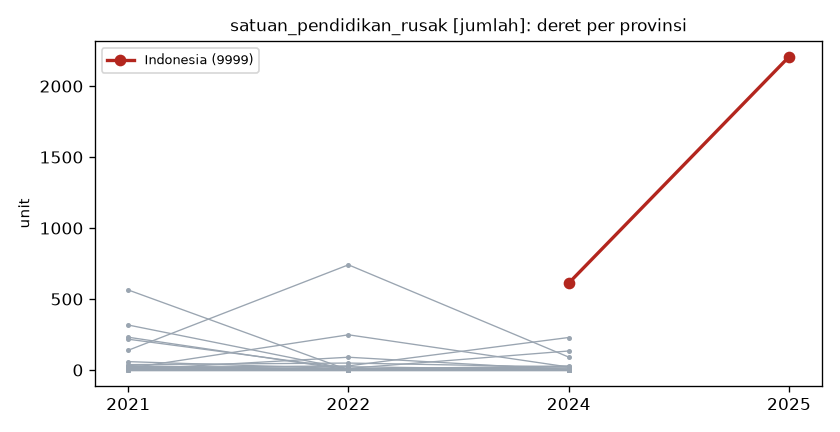 satuan_pendidikan_rusak [jumlah]: deret per provinsi
Indonesia (9999)
unit
2000
1500
1000
500
0
2021 2022 2024 2025